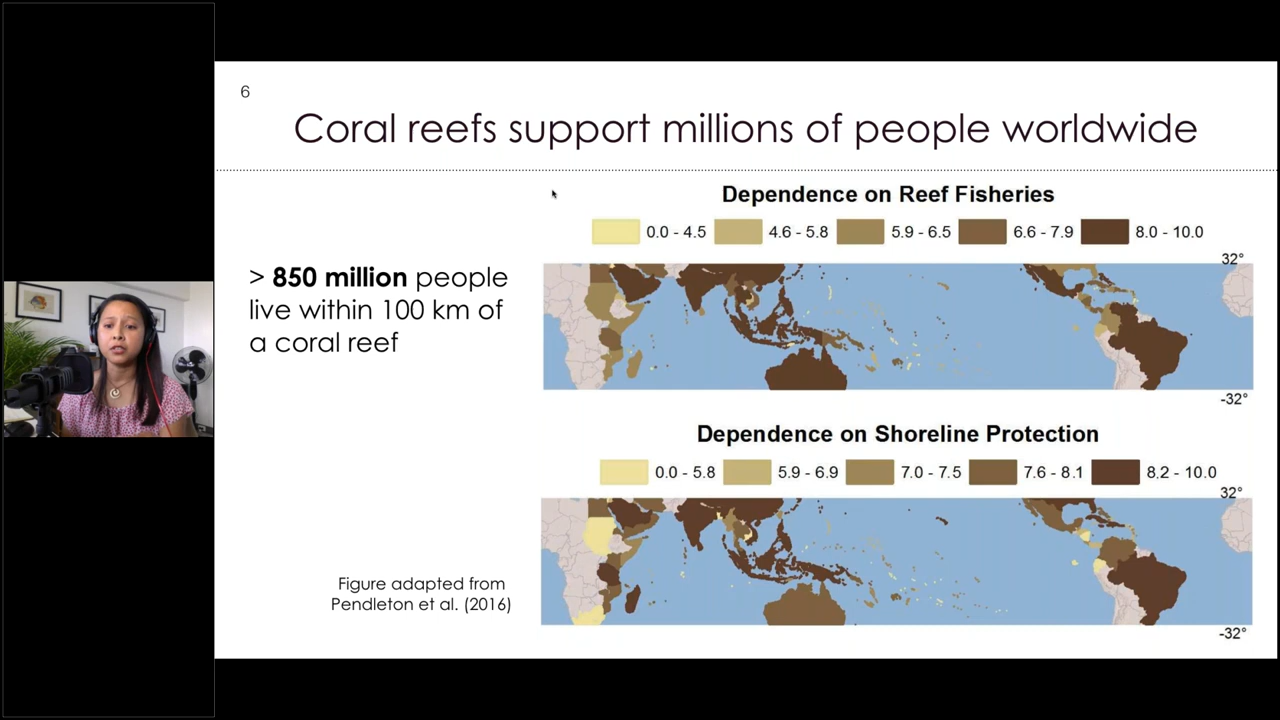 6
Coral reefs support millions of people worldwide
> 850 million people
live within 100 km of
a coral reef
Dependence on Reef Fisheries
0.0 - 4.5 4.6 - 5.8 5.9 - 6.5 6.6 - 7.9 8.0 - 10.0
32°
-32°
Dependence on Shoreline Protection
0.0 - 5.8 5.9 - 6.9 7.0 - 7.5 7.6 - 8.1 8.2 - 10.0
32°
-32°
Figure adapted from
Pendleton et al. (2016)